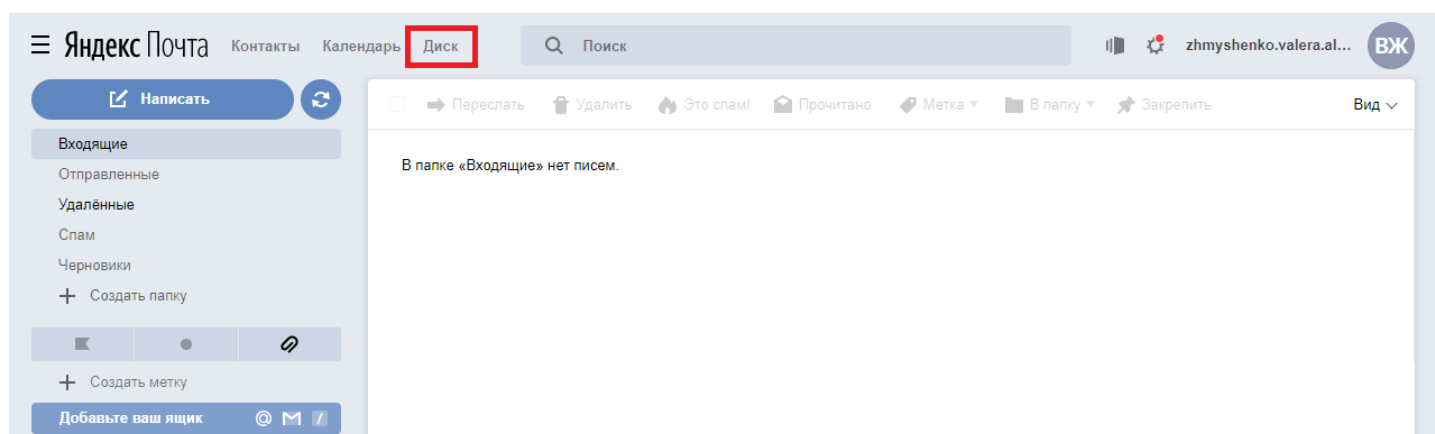 Яндекс Почта Контакты Календарь Диск Поиск zhmyshenko.valera.al... ВЖ
Написать
Переслать Удалить Это спам! Прочитано Метка В папку Закрепить Вид
Входящие
В папке «Входящие» нет писем.
Отправленные
Удалённые
Спам
Черновики
Создать папку
Создать метку
Добавьте ваш ящик